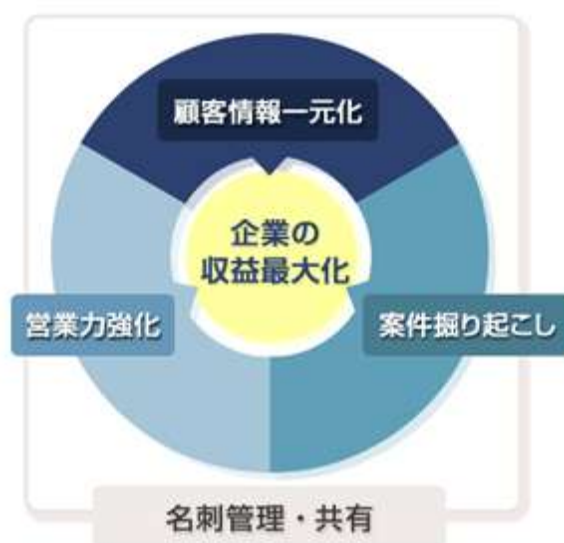 顧客情報一元化
企業の
収益最大化
営業力強化
案件掘り起こし
名刺管理・共有